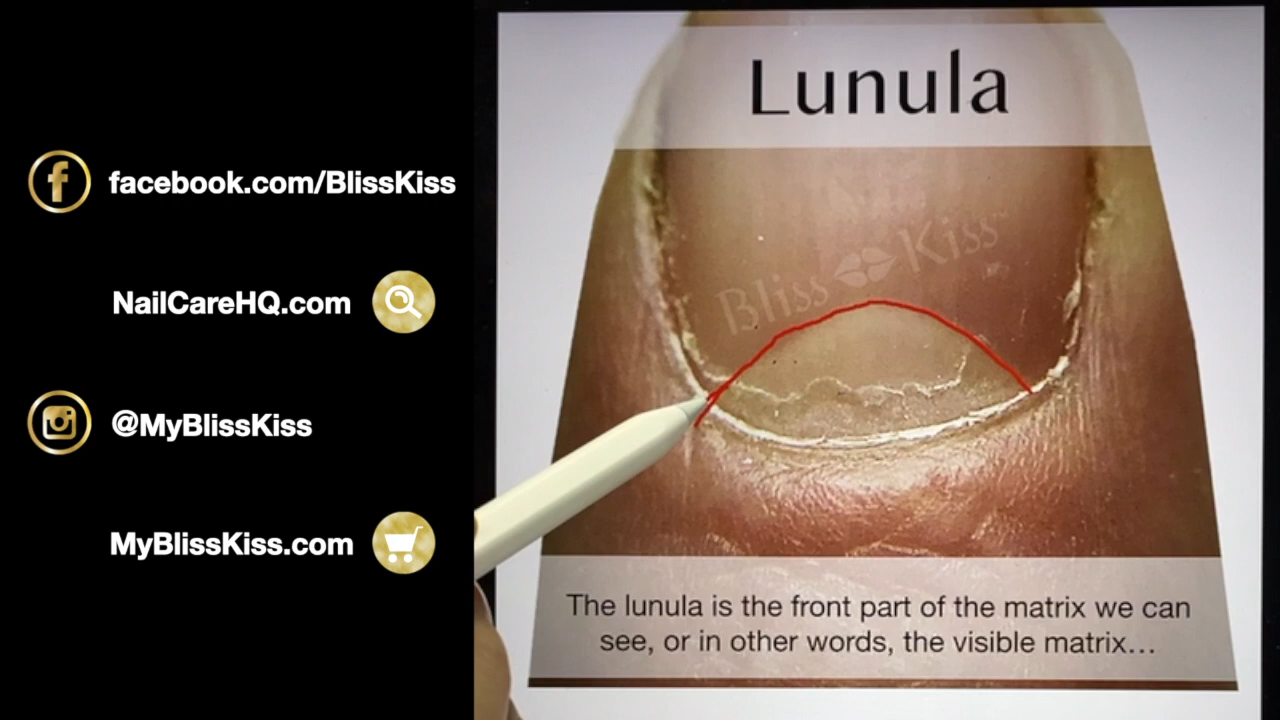 facebook.com/BlissKiss
NailCareHQ.com
@MyBlissKiss
MyBlissKiss.com
Lunula
Bliss Kiss
The lunula is the front part of the matrix we can
see, or in other words, the visible matrix...